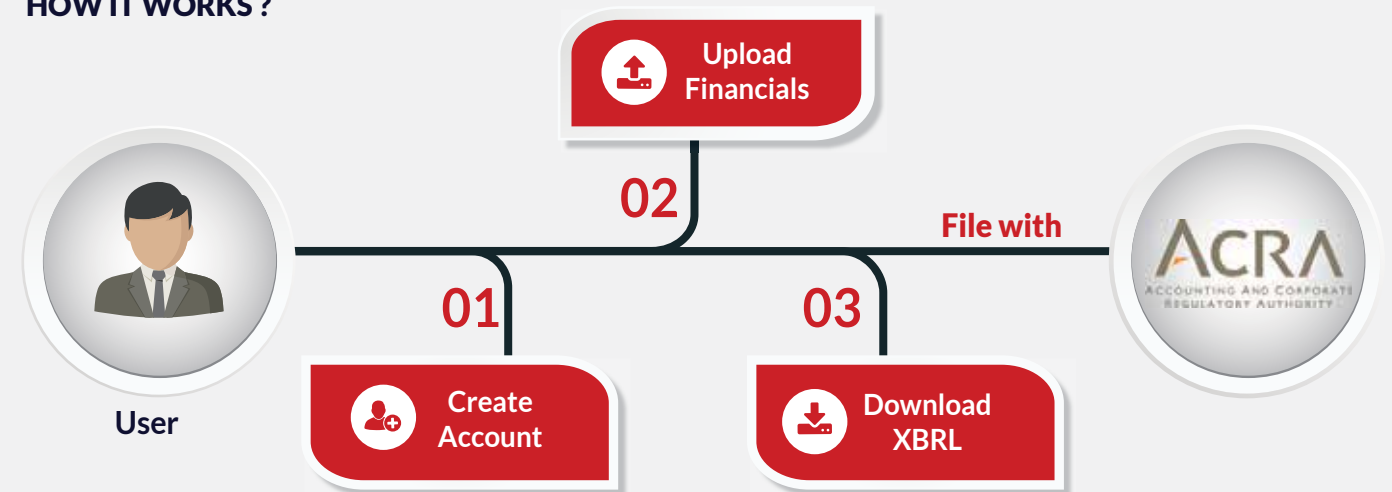 HOW IT WORKS ?
Upload
Financials
02
File with
ACRA
ACCOUNTING AND CORPORATE
REGULATORY AUTHORITY
01
03
Create
Account
Download
XBRL
User